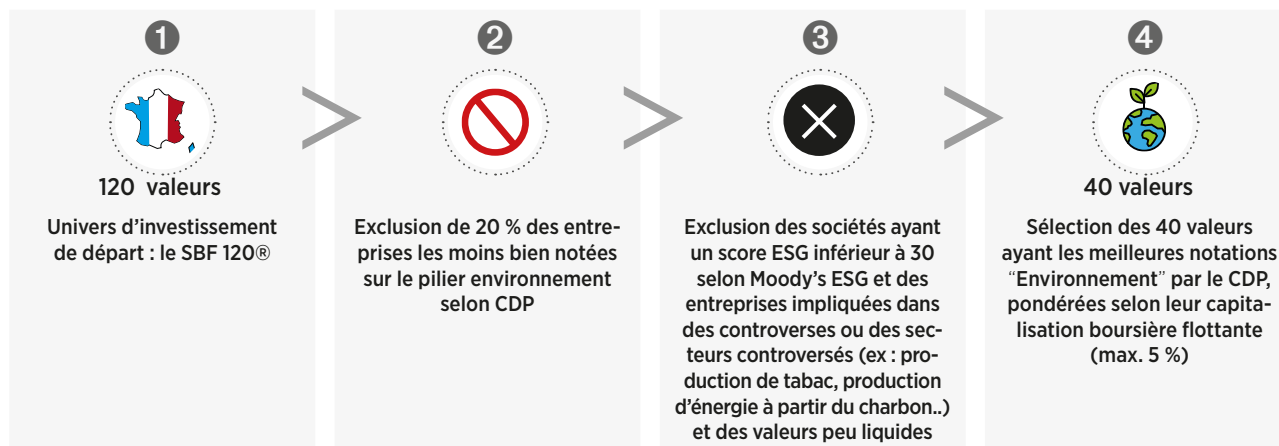 1
120 valeurs
Univers d’investissement
de départ : le SBF 120®
2
Exclusion de 20 % des entre-
prises les moins bien notées
sur le pilier environnement
selon CDP
3
Exclusion des sociétés ayant
un score ESG inférieur à 30
selon Moody’s ESG et des
entreprises impliquées dans
des controverses ou des sec-
teurs controversés (ex : pro-
duction de tabac, production
d’énergie à partir du charbon..)
et des valeurs peu liquides
4
40 valeurs
Sélection des 40 valeurs
ayant les meilleures notations
“Environnement” par le CDP,
pondérées selon leur capita-
lisation boursière flottante
(max. 5 %)